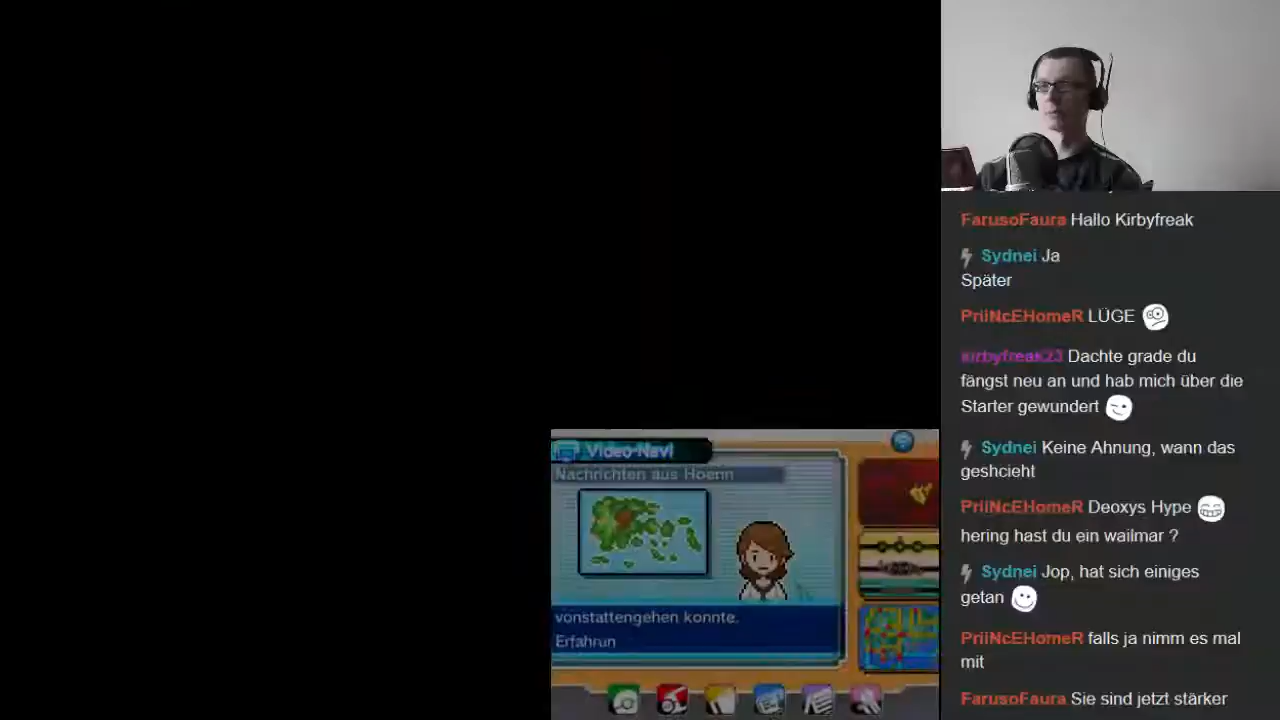 FarusoFaura Hallo Kirbyfreak
Sydnei Ja
Später
PriiNcEHomeR LÜGE
kirbyfreak23 Dachte grade du
fängst neu an und hab mich über die
Starter gewundert
Sydnei Keine Ahnung, wann das
geshcieht
PriiNcEHomeR Deoxys Hype
hering hast du ein wailmar ?
Sydnei Jop, hat sich einiges
getan
PriiNcEHomeR falls ja nimm es mal
mit
FarusoFaura Sie sind jetzt stärker
Video-Navi
Nachrichten aus Hoenn
vonstattengehen konnte.
Erfahrun